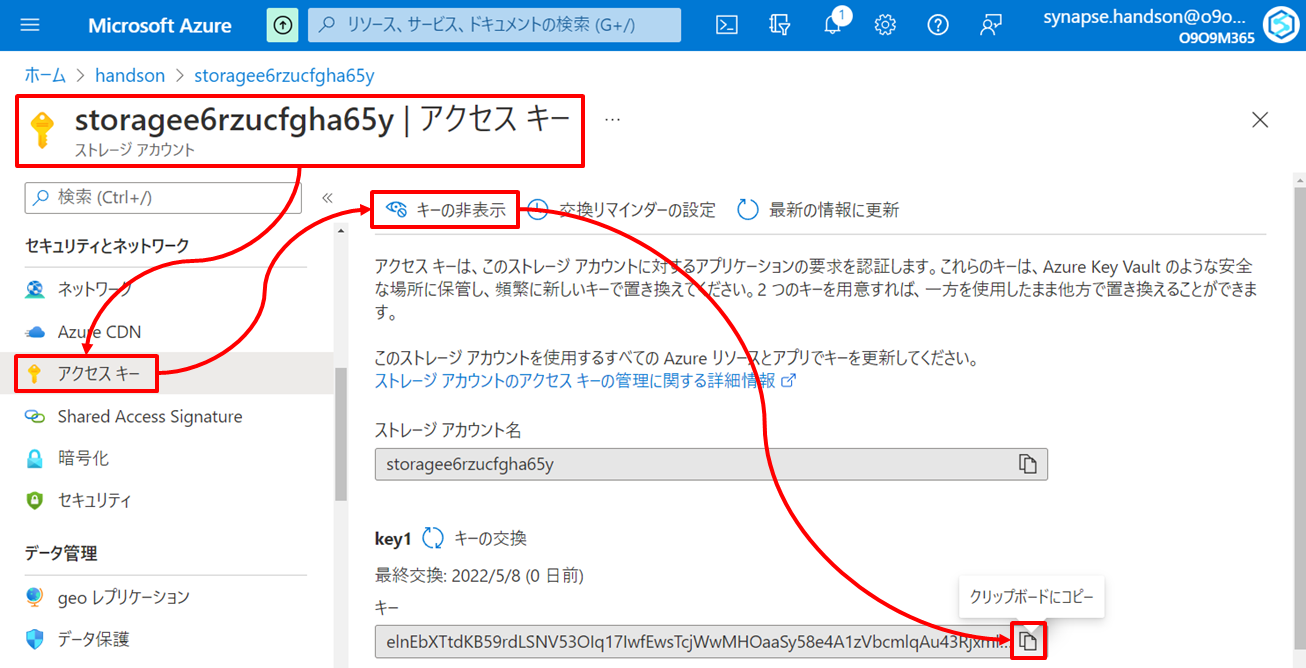 Microsoft Azure
リソース、サービス、ドキュメントの検索 (G+/)
1
synapse.handson@o9o...
O9O9M365
ホーム > handson > storagee6rzucfgha65y
storagee6rzucfgha65y | アクセス キー
...
ストレージ アカウント
検索 (Ctrl+/)
«
キーの非表示
交換リマインダーの設定
最新の情報に更新
セキュリティとネットワーク
ネットワーク
Azure CDN
アクセス キー
Shared Access Signature
暗号化
セキュリティ
データ管理
geo レプリケーション
データ保護
アクセス キーは、このストレージ アカウントに対するアプリケーションの要求を認証します。これらのキーは、Azure Key Vault のような安全
な場所に保管し、頻繁に新しいキーで置き換えてください。2 つのキーを用意すれば、一方を使用したまま他方で置き換えることができま
す。
このストレージ アカウントを使用するすべての Azure リソースとアプリでキーを更新してください。
ストレージ アカウントのアクセス キーの管理に関する詳細情報
ストレージ アカウント名
storagee6rzucfgha65y
key1
キーの交換
最終交換: 2022/5/8 (0 日前)
クリップボードにコピー
キー